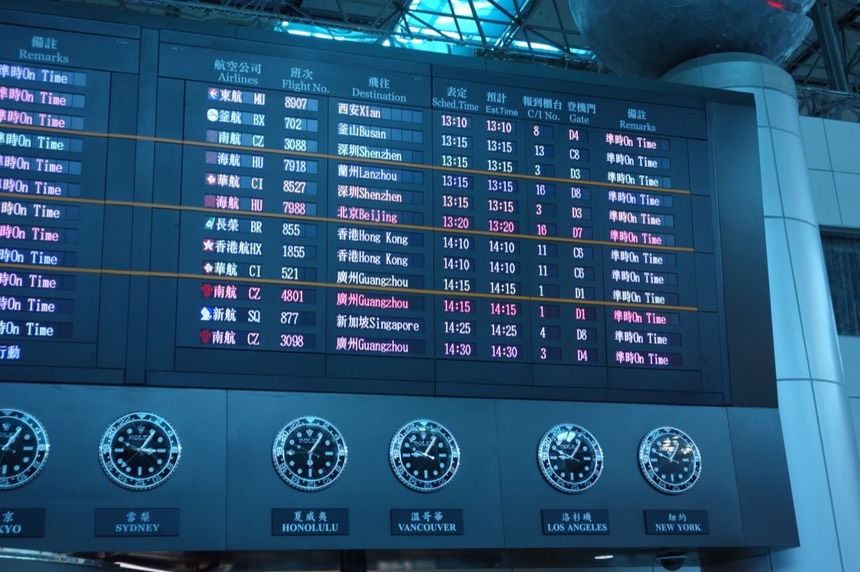 備註
Remarks
航空公司 班次 飛往 表定 預計 報到櫃台 登機門 備註
Airlines Flight No. Destination Sched.Time Est.Time C/I No. Gate Remarks
準時On Time 東航 MU 8907 西安Xian 13:10 13:10 8 D4 準時On Time
準時On Time 釜航 BX 702 釜山Busan 13:15 13:15 13 C8 準時On Time
準時On Time 南航 CZ 3088 深圳Shenzhen 13:15 13:15 3 D3 準時On Time
準時On Time 海航 HU 7918 蘭州Lanzhou 13:15 13:15 16 D8 準時On Time
準時On Time 華航 CI 8527 深圳Shenzhen 13:15 13:15 3 D3 準時On Time
準時On Time 海航 HU 7988 北京Beijing 13:20 13:20 16 D7 準時On Time
準時On Time 長榮 BR 855 香港Hong Kong 14:10 14:10 11 C6 準時On Time
準時On Time 香港航HX 1855 香港Hong Kong 14:10 14:10 11 C6 準時On Time
準時On Time 華航 CI 521 廣州Guangzhou 14:15 14:15 1 D1 準時On Time
準時On Time 南航 CZ 4801 廣州Guangzhou 14:15 14:15 1 D1 準時On Time
準時On Time 新航 SQ 877 新加坡Singapore 14:25 14:25 4 D8 準時On Time
行動 南航 CZ 3098 廣州Guangzhou 14:30 14:30 3 D4 準時On Time
京 雪梨 夏威夷 溫哥華 洛杉磯 紐約
KYO SYDNEY HONOLULU VANCOUVER LOS ANGELES NEW YORK